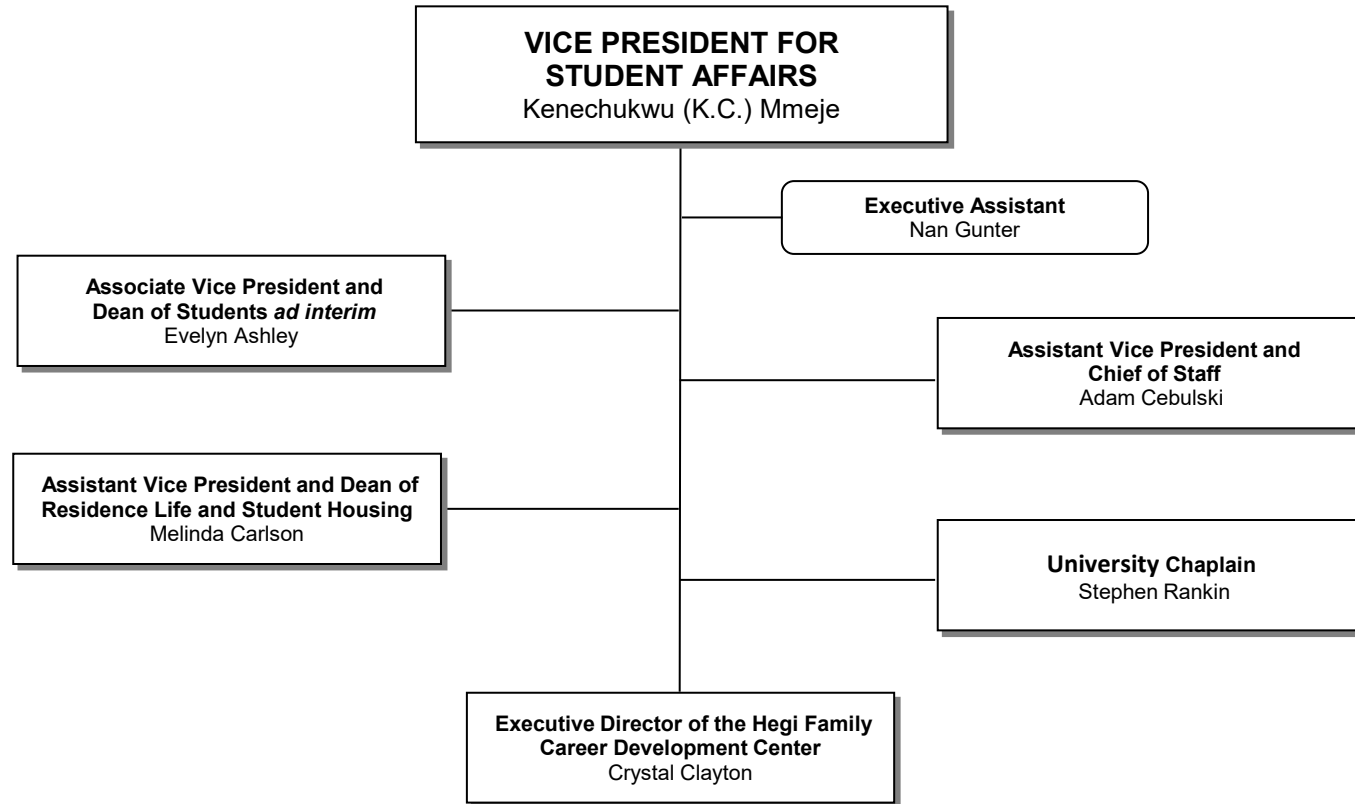 VICE PRESIDENT FOR
STUDENT AFFAIRS
Kenechukwu (K.C.) Mmeje
Executive Assistant
Nan Gunter
Associate Vice President and
Dean of Students ad interim
Evelyn Ashley
Assistant Vice President and
Chief of Staff
Adam Cebulski
Assistant Vice President and Dean of
Residence Life and Student Housing
Melinda Carlson
University Chaplain
Stephen Rankin
Executive Director of the Hegi Family
Career Development Center
Crystal Clayton